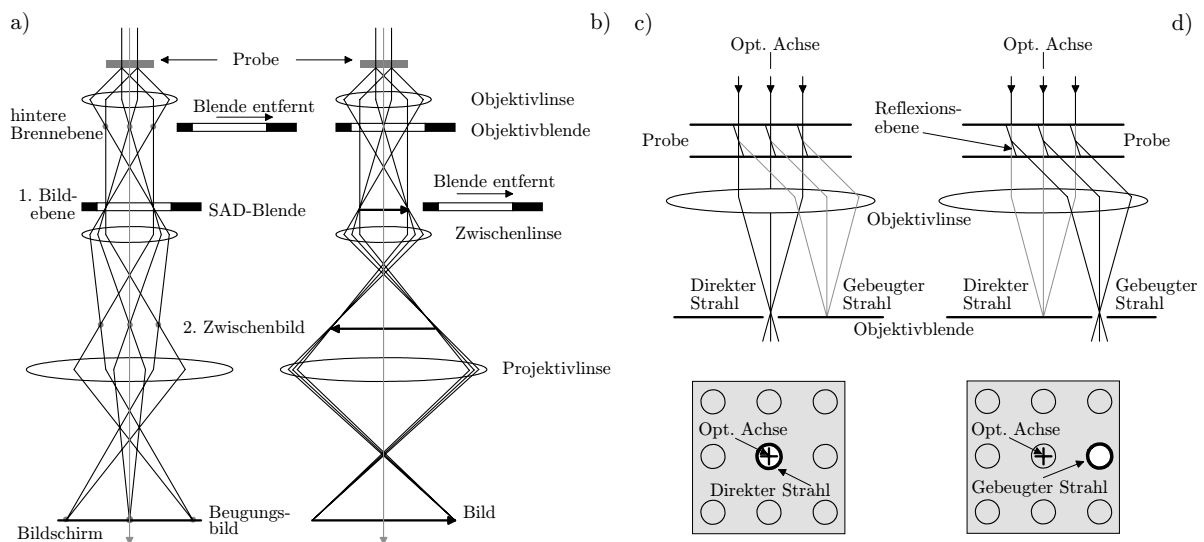 a)
Probe
b)
hintere
Brennebene
Blende entfernt
Objektivlinse
Objektivblende
1. Bild-
ebene
SAD-Blende
Blende entfernt
Zwischenlinse
2. Zwischenbild
Projektivlinse
Bildschirm
Beugungs-
bild
Bild
c)
Opt. Achse
Probe
Objektivlinse
Direkter
Strahl
Gebeugter
Strahl
Objektivblende
Opt. Achse
Direkter Strahl
d)
Opt. Achse
Reflexions-
ebene
Probe
Direkter
Strahl
Gebeugter
Strahl
Opt. Achse
Gebeugter Strahl